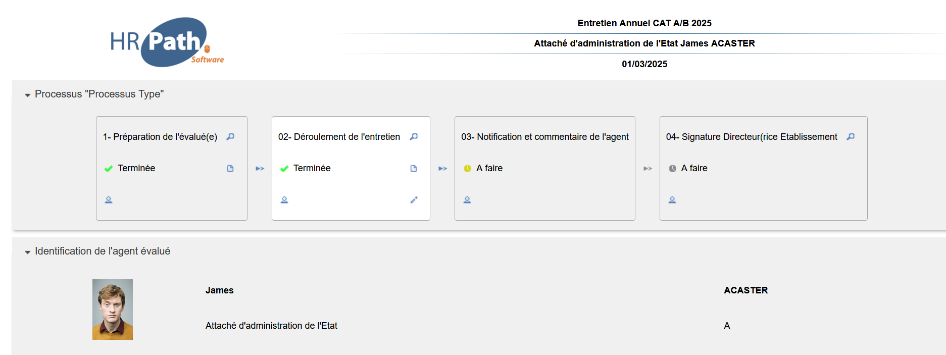 HR Path
Software
Entretien Annuel CAT A/B 2025
Attaché d'administration de l'Etat James ACASTER
01/03/2025
Processus "Processus Type"
1- Préparation de l'évalué(e)
Terminée
02- Déroulement de l'entretien
Terminée
03- Notification et commentaire de l'agent
A faire
04- Signature Directeur(rice Etablissement
A faire
Identification de l'agent évalué
James ACASTER
Attaché d'administration de l'Etat A